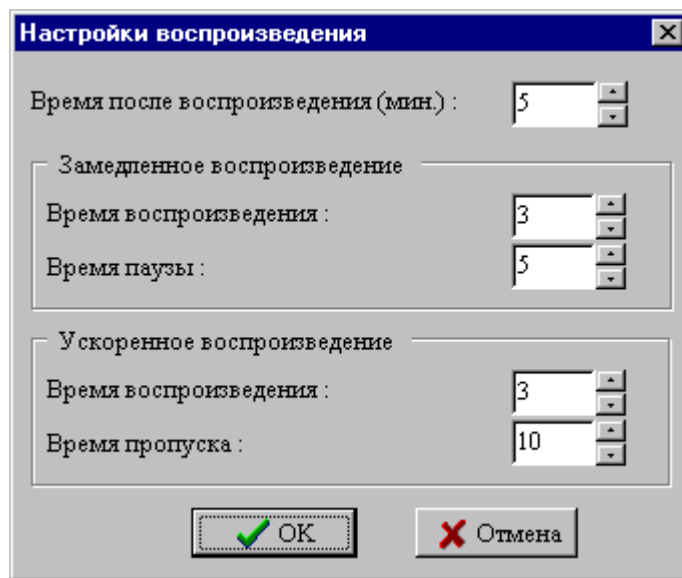 Настройки воспроизведения
Время после воспроизведения (мин.) : 5
Замедленное воспроизведение
Время воспроизведения : 3
Время паузы : 5
Ускоренное воспроизведение
Время воспроизведения : 3
Время пропуска : 10
OK Отмена